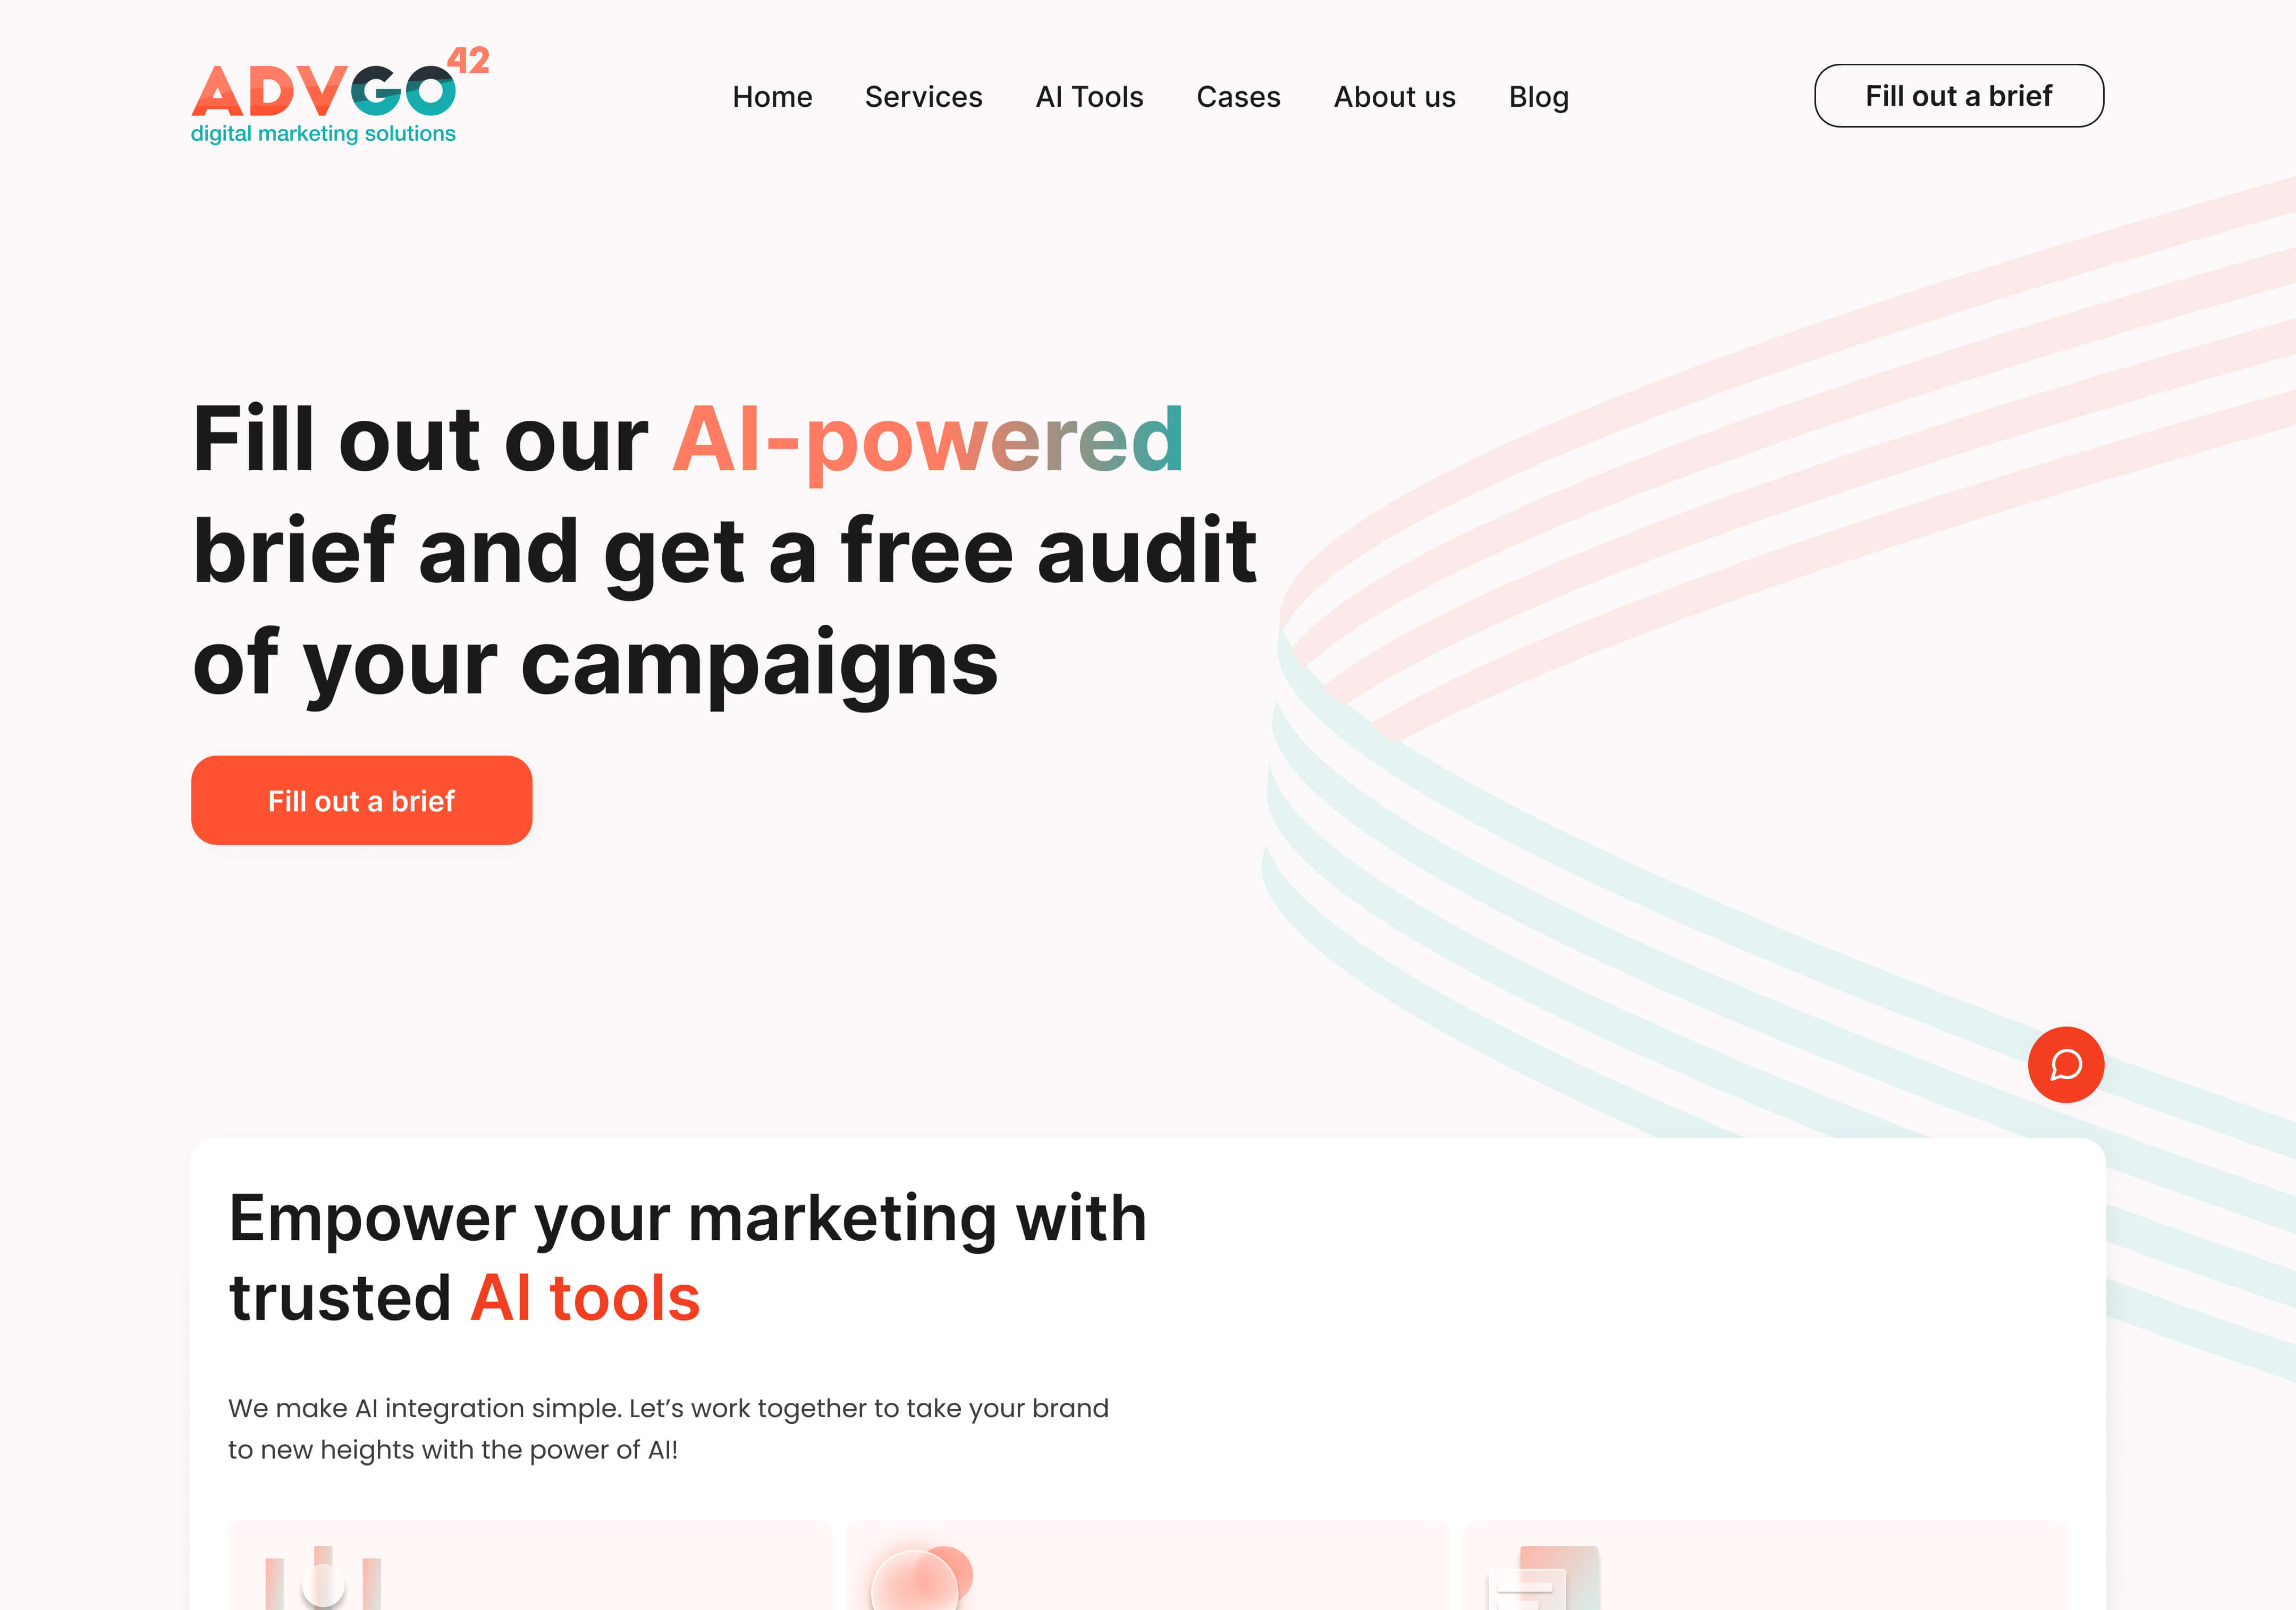 ADVGO42
digital marketing solutions
Home Services AI Tools Cases About us Blog
Fill out a brief
Fill out our AI-powered
brief and get a free audit
of your campaigns
Fill out a brief
Empower your marketing with
trusted AI tools
We make AI integration simple. Let’s work together to take your brand
to new heights with the power of AI!